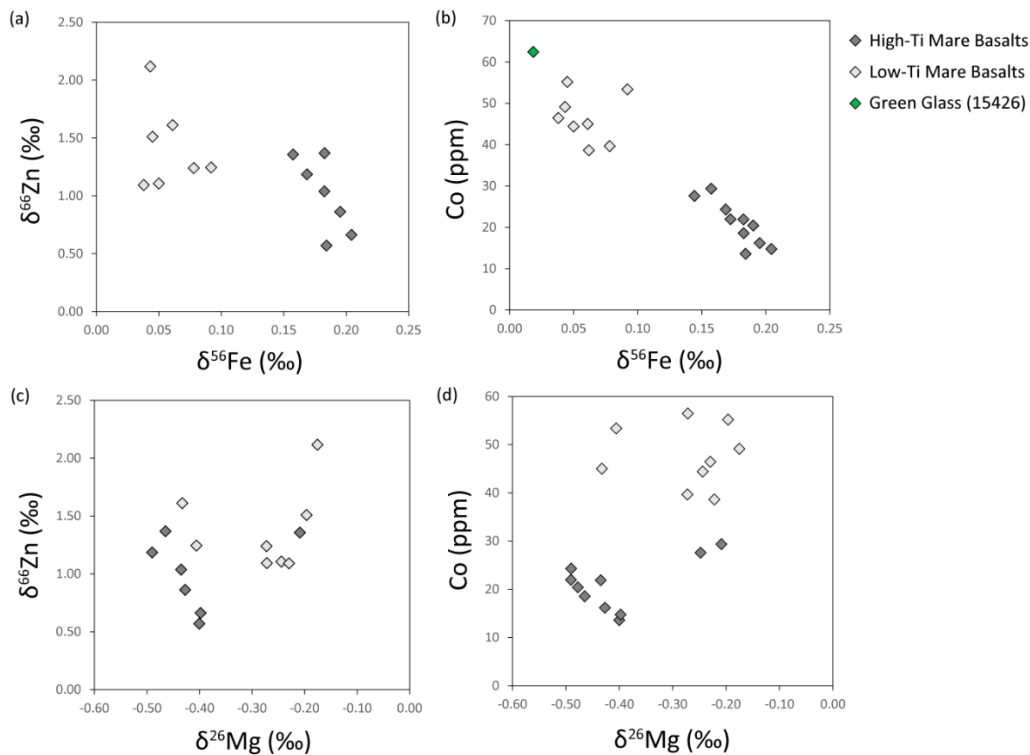 (a)
2.50
2.00
1.50
1.00
0.50
0.00
δ⁶⁶Zn (‰)
0.00 0.05 0.10 0.15 0.20 0.25
δ⁵⁶Fe (‰)
(b)
70
60
50
40
30
20
10
0
Co (ppm)
0.00 0.05 0.10 0.15 0.20 0.25
δ⁵⁶Fe (‰)
High-Ti Mare Basalts
Low-Ti Mare Basalts
Green Glass (15426)
(c)
2.50
2.00
1.50
1.00
0.50
0.00
δ⁶⁶Zn (‰)
-0.60 -0.50 -0.40 -0.30 -0.20 -0.10 0.00
δ²⁶Mg (‰)
(d)
60
50
40
30
20
10
0
Co (ppm)
-0.60 -0.50 -0.40 -0.30 -0.20 -0.10 0.00
δ²⁶Mg (‰)